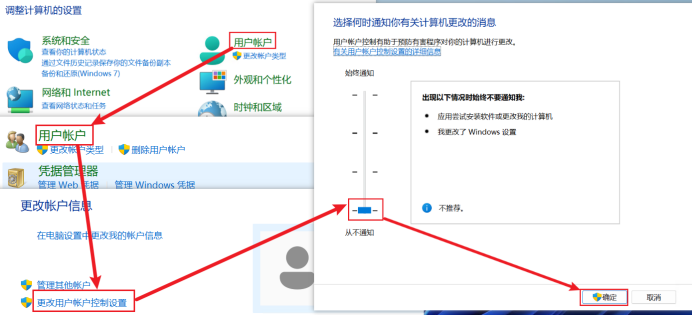 调整计算机的设置
系统和安全
查看你的计算机状态
通过文件历史记录保存你的文件备份副本
备份和还原(Windows 7)
网络和 Internet
查看网络状态和任务
用户帐户
更改帐户类型
外观和个性化
时钟和区域
用户帐户
更改帐户类型
删除用户帐户
凭据管理器
管理 Web 凭据
管理 Windows 凭据
更改帐户信息
在电脑设置中更改我的帐户信息
管理其他帐户
更改用户帐户控制设置
选择何时通知你有关计算机更改的消息
用户帐户控制有助于预防有害程序对你的计算机进行更改。
有关用户帐户控制设置的详细信息
始终通知
出现以下情况时始终不要通知我:
应用尝试安装软件或更改我的计算机
我更改了 Windows 设置
不推荐。
从不通知
确定
取消